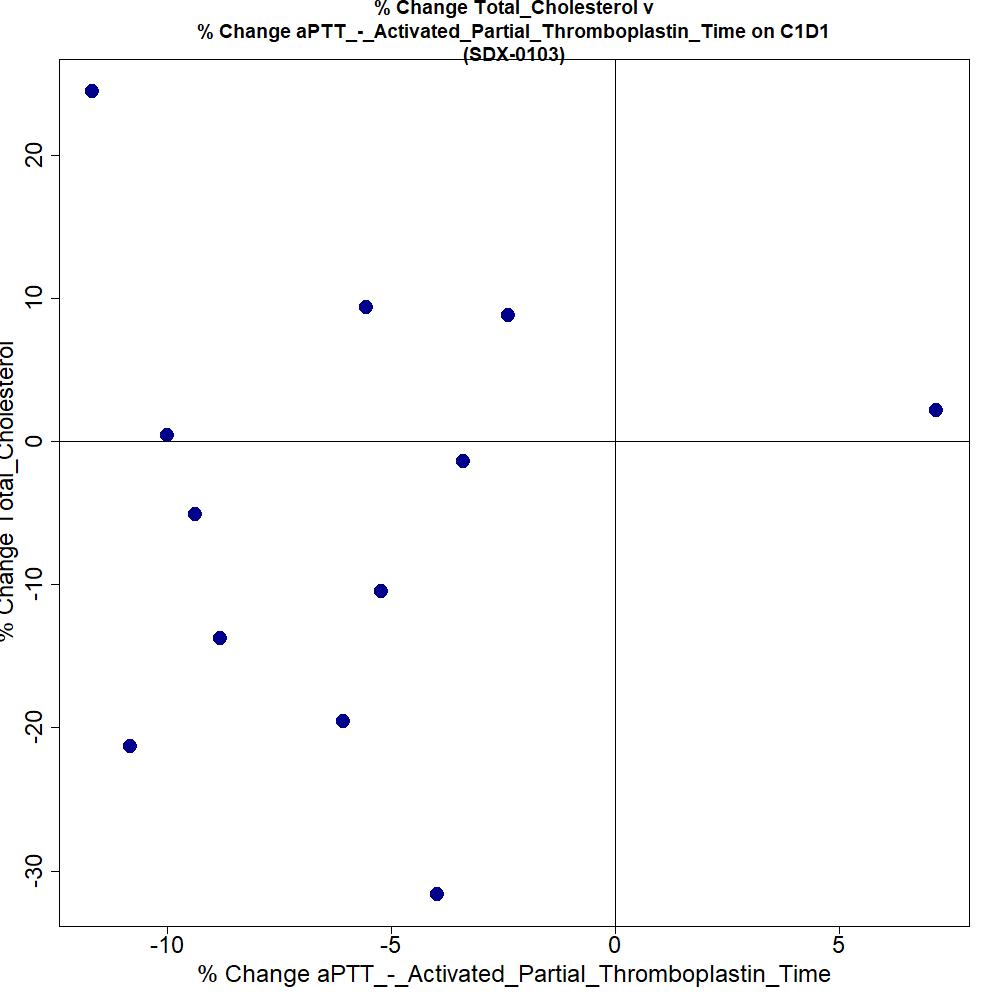 % Change Total_Cholesterol v
% Change aPTT_-_Activated_Partial_Thromboplastin_Time on C1D1
(SDX-0103)
20
10
0
-10
-20
-30
% Change Total_Cholesterol
-10
-5
0
5
% Change aPTT_-_Activated_Partial_Thromboplastin_Time